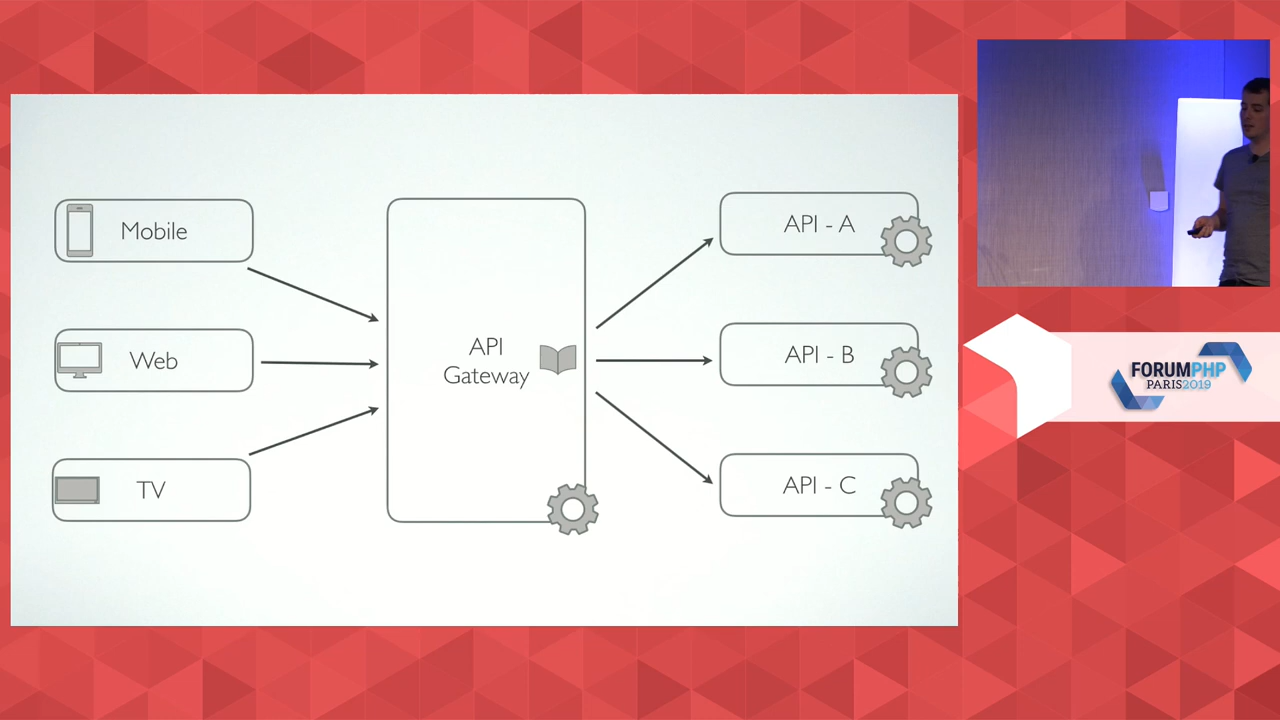 Mobile
Web
TV
API
Gateway
API - A
API - B
API - C
FORUMPHP
PARIS2019